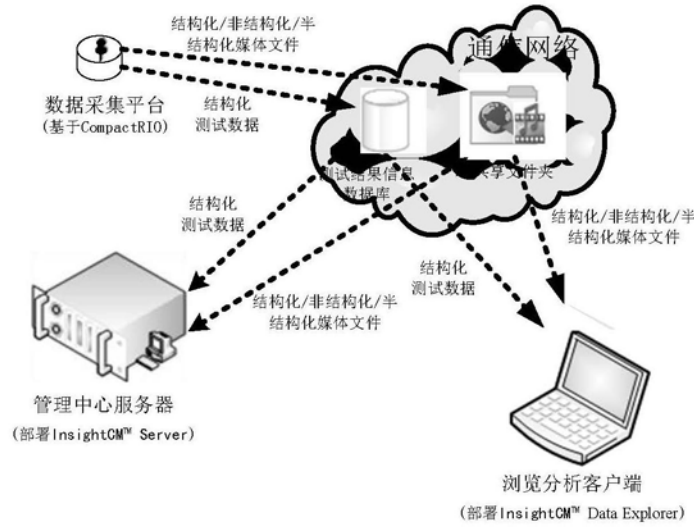 结构化/非结构化/半
结构化媒体文件
通信网络
数据采集平台
(基于CompactRIO)
结构化
测试数据
测试结果信息
数据库
共享文件夹
结构化
测试数据
结构化/非结构化/半
结构化媒体文件
结构化
测试数据
结构化/非结构化/半
结构化媒体文件
管理中心服务器
(部署InsightCM™ Server)
浏览分析客户端
(部署InsightCM™ Data Explorer)